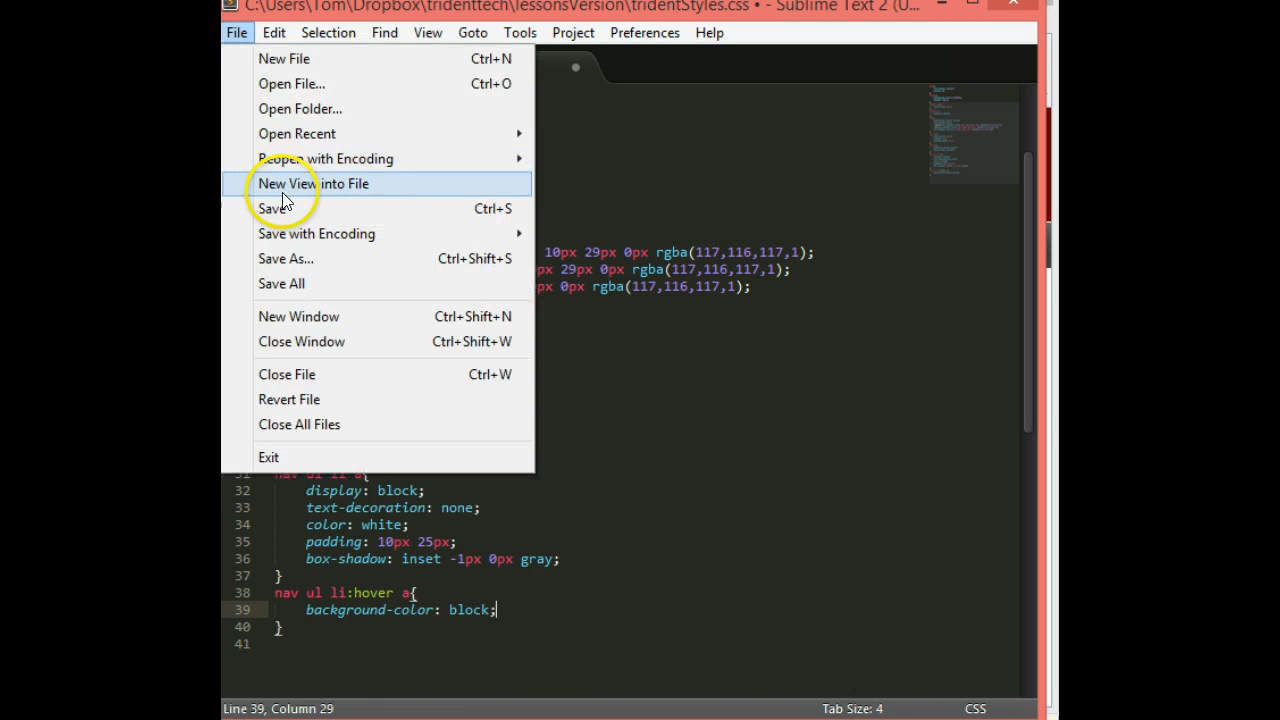 C:\Users\Tom\Dropbox\tridenttech\lessonsVersion\tridentStyles.css • - Sublime Text 2 (U...
File Edit Selection Find View Goto Tools Project Preferences Help
New File Ctrl+N
Open File... Ctrl+O
Open Folder...
Open Recent
Reopen with Encoding
New View into File
Save Ctrl+S
Save with Encoding
Save As... Ctrl+Shift+S
Save All
New Window Ctrl+Shift+N
Close Window Ctrl+Shift+W
Close File Ctrl+W
Revert File
Close All Files
Exit
10px 29px 0px rgba(117,116,117,1);
px 29px 0px rgba(117,116,117,1);
px 0px rgba(117,116,117,1);
31 nav ul li a{
32 display: block;
33 text-decoration: none;
34 color: white;
35 padding: 10px 25px;
36 box-shadow: inset -1px 0px gray;
37 }
38 nav ul li:hover a{
39 background-color: block;
40 }
41
Line 39, Column 29 Tab Size: 4 CSS